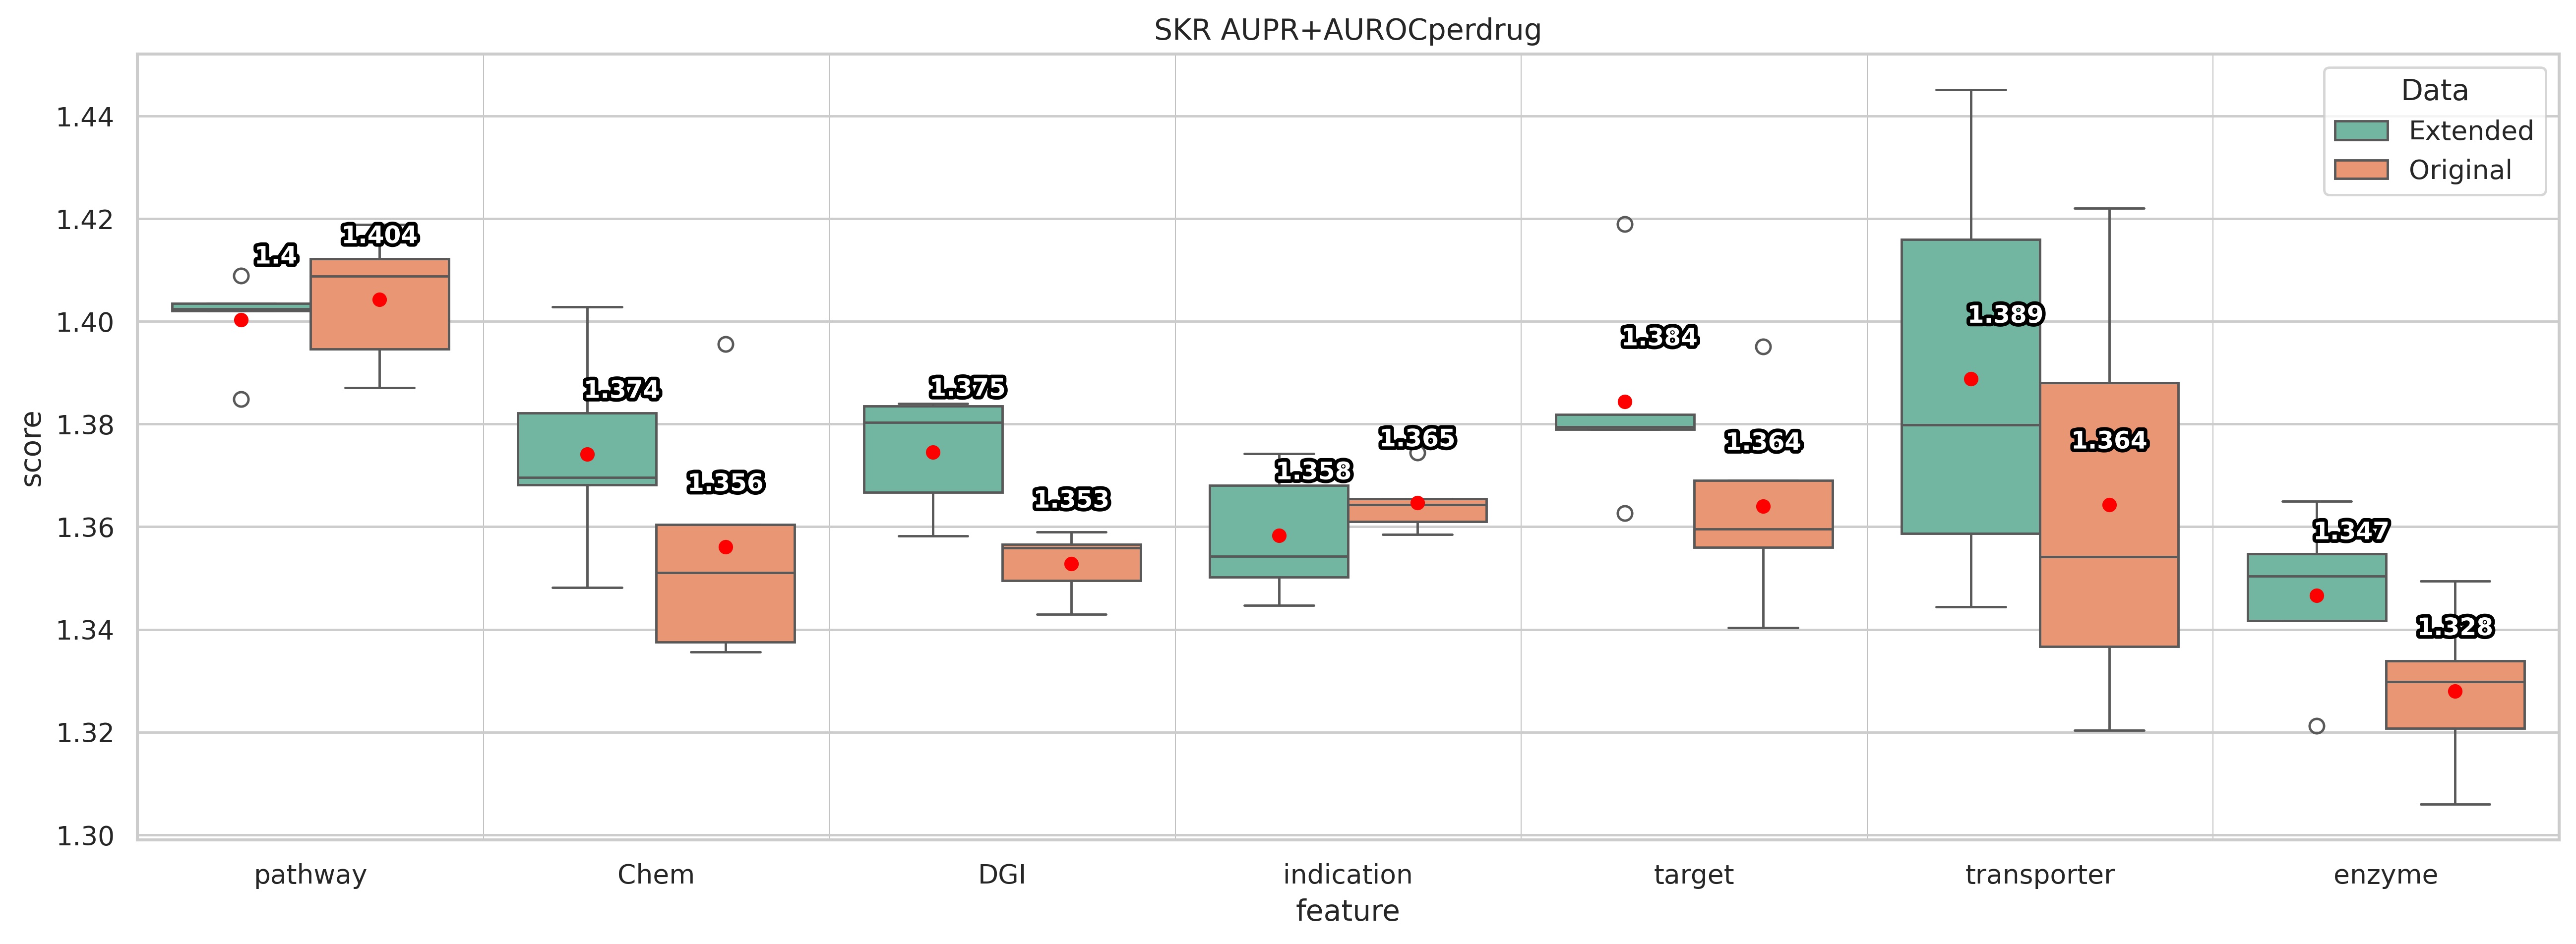 SKR AUPR+AUROCperdrug
Data
Extended
Original
score
1.44
1.42
1.40
1.38
1.36
1.34
1.32
1.30
1.4
1.404
1.374
1.356
1.375
1.353
1.358
1.365
1.384
1.364
1.389
1.364
1.347
1.328
pathway
Chem
DGI
indication
target
transporter
enzyme
feature